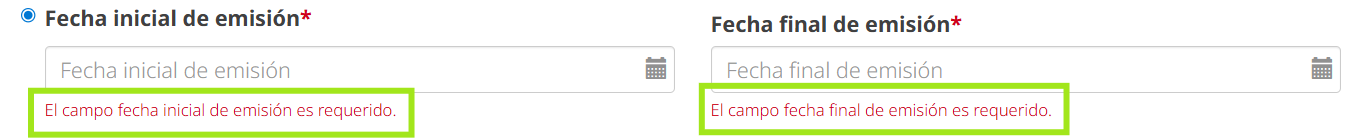 Fecha inicial de emisión*
Fecha final de emisión*
Fecha inicial de emisión
Fecha final de emisión
El campo fecha inicial de emisión es requerido.
El campo fecha final de emisión es requerido.